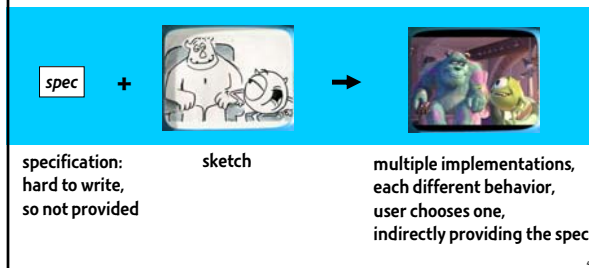 spec + →
specification:
hard to write,
so not provided
sketch
multiple implementations,
each different behavior,
user chooses one,
indirectly providing the spec